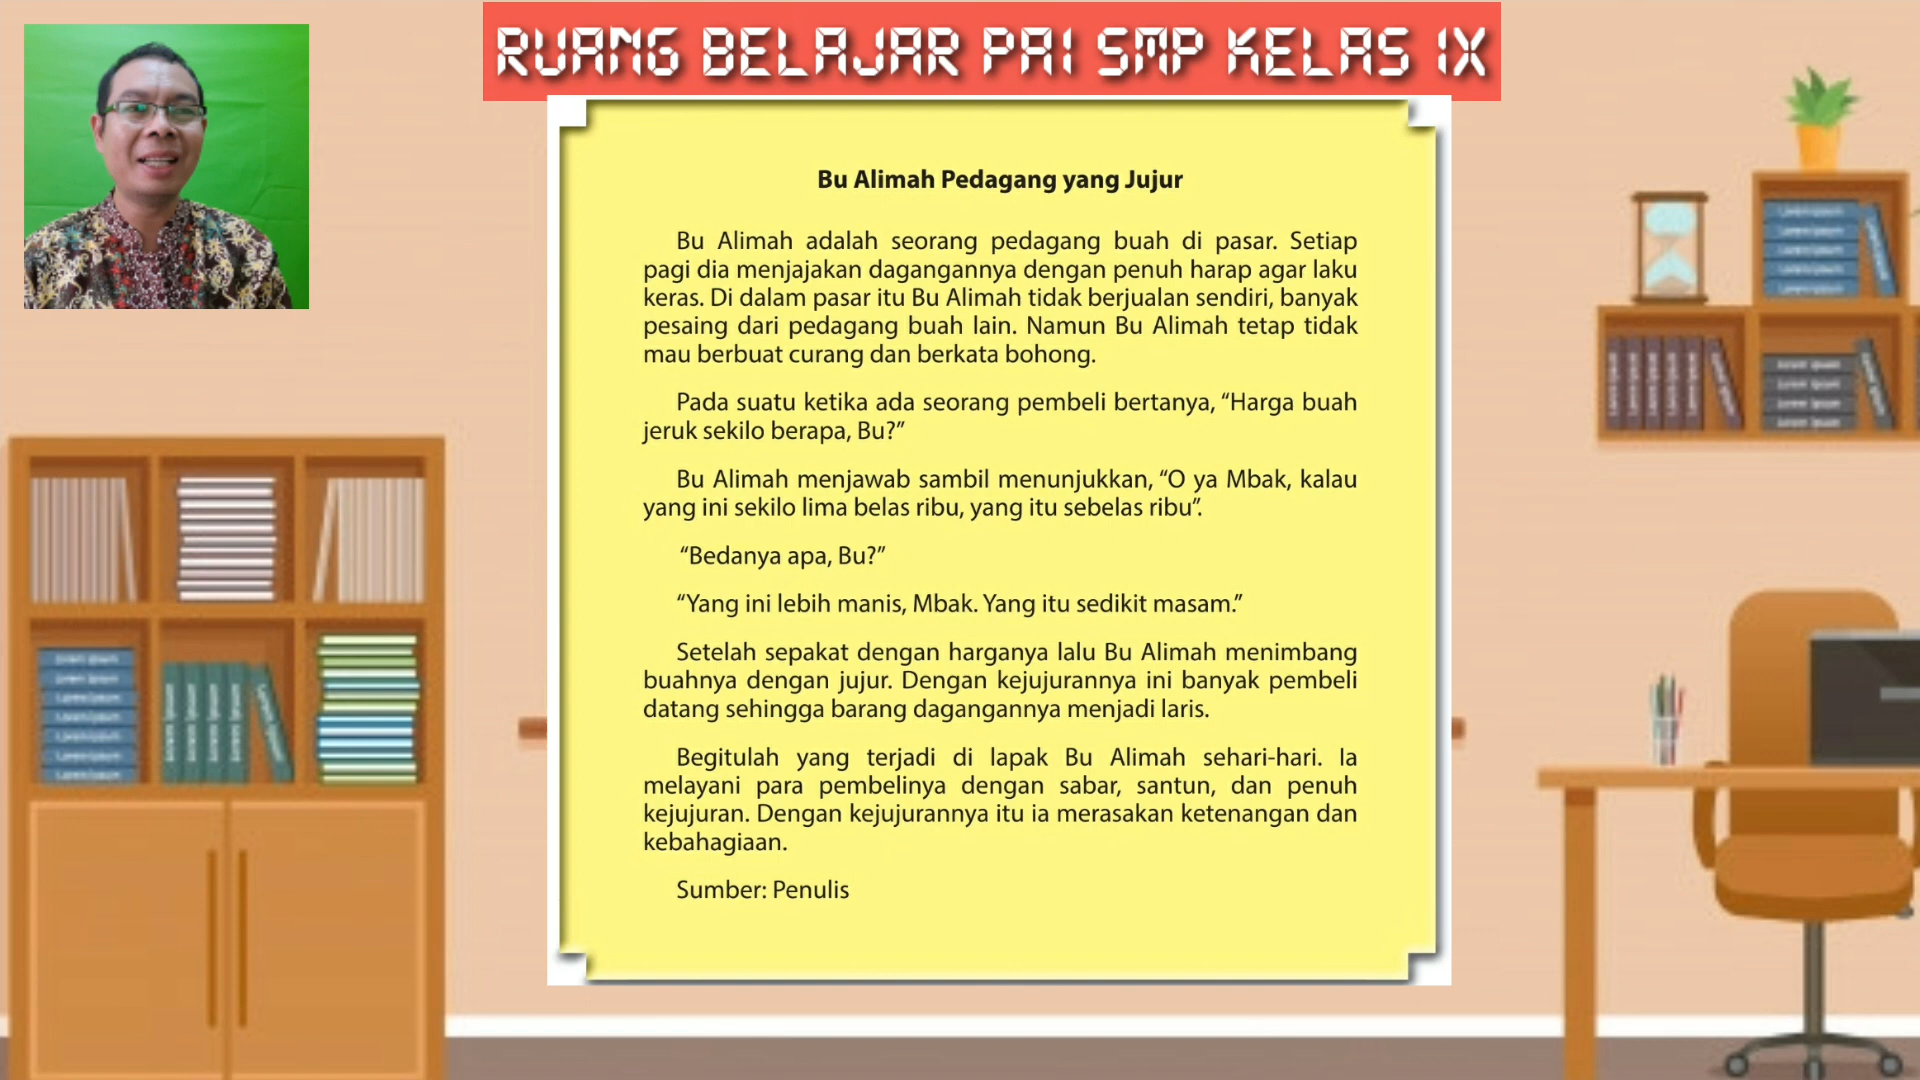 RUANG BELAJAR PAI SMP KELAS IX
Bu Alimah Pedagang yang Jujur
Bu Alimah adalah seorang pedagang buah di pasar. Setiap
pagi dia menjajakan dagangannya dengan penuh harap agar laku
keras. Di dalam pasar itu Bu Alimah tidak berjualan sendiri, banyak
pesaing dari pedagang buah lain. Namun Bu Alimah tetap tidak
mau berbuat curang dan berkata bohong.
Pada suatu ketika ada seorang pembeli bertanya, “Harga buah
jeruk sekilo berapa, Bu?”
Bu Alimah menjawab sambil menunjukkan, “O ya Mbak, kalau
yang ini sekilo lima belas ribu, yang itu sebelas ribu”.
“Bedanya apa, Bu?”
“Yang ini lebih manis, Mbak. Yang itu sedikit masam.”
Setelah sepakat dengan harganya lalu Bu Alimah menimbang
buahnya dengan jujur. Dengan kejujurannya ini banyak pembeli
datang sehingga barang dagangannya menjadi laris.
Begitulah yang terjadi di lapak Bu Alimah sehari-hari. Ia
melayani para pembelinya dengan sabar, santun, dan penuh
kejujuran. Dengan kejujurannya itu ia merasakan ketenangan dan
kebahagiaan.
Sumber: Penulis